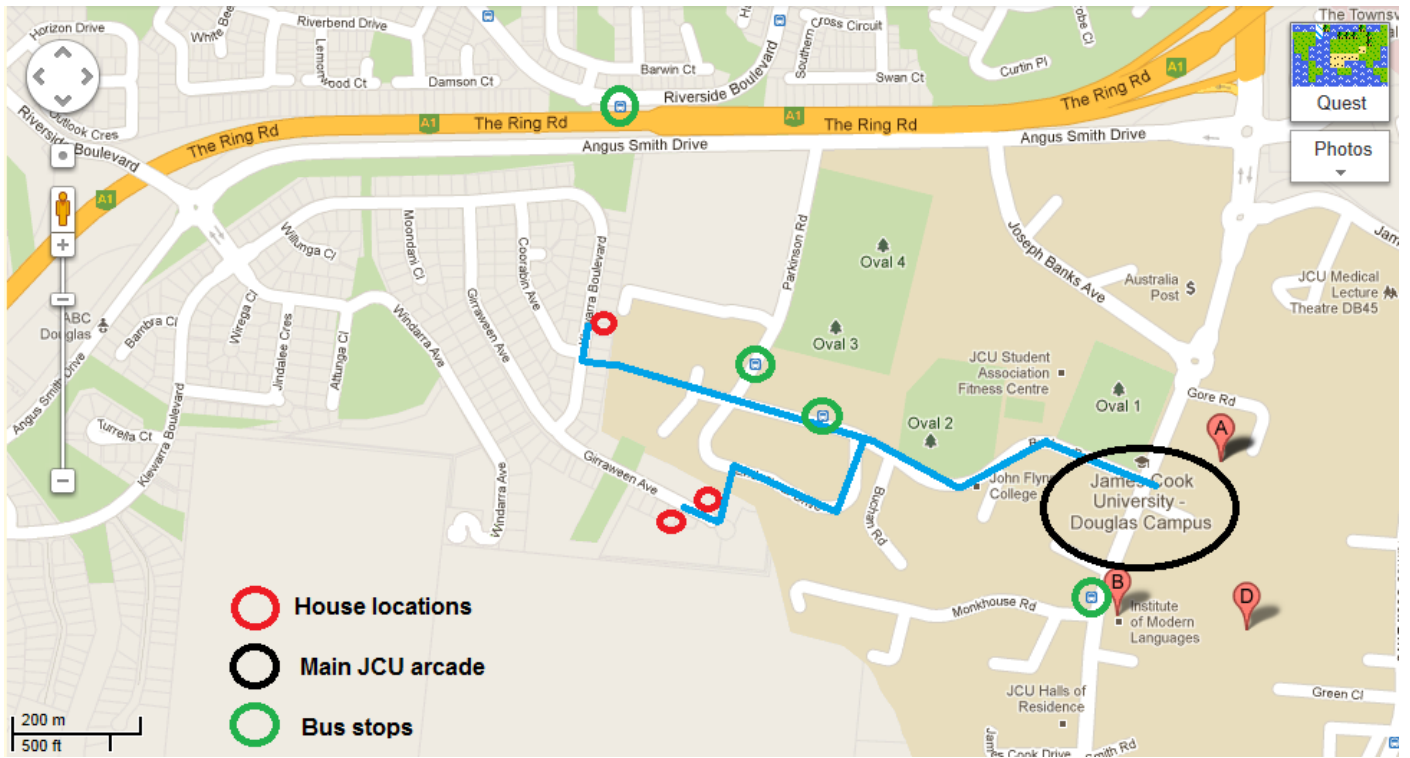 The Townsv
Horizon Drive
White
Riverbend Drive
Cross Circuit
Southern
Barwin Ct
Swan Ct
Curtin Pl
Damson Ct
Riverside Boulevard
Outlook Cres
Riverside Boulevard
A1
The Ring Rd
A1
The Ring Rd
A1
The Ring Rd
A1
The Ring Rd
A1
Quest
Photos
Angus Smith Drive
Angus Smith Drive
Willunga Cl
Moondani Cl
Coorabin Ave
Parkinson Rd
Joseph Banks Ave
Oval 4
Australia
Post
$
JCU Medical
Lecture
Theatre DB45
ABC
Douglas
Bambra Cl
Wirega Cl
Jindalee Cres
Attunga Cl
Windarra Ave
Girraween Ave
Boulevard
Oval 3
JCU Student
Association
Fitness Centre
Oval 1
Gore Rd
Angus Smith Drive
Turrella Ct
Klewarra Boulevard
Oval 2
A
Girraween Ave
Windarra Ave
Buchan Rd
John Flynn
College
James Cook
University -
Douglas Campus
House locations
Main JCU arcade
Bus stops
Monkhouse Rd
B
D
Institute
of Modern
Languages
JCU Halls of
Residence
Green Cl
Cook Drive
Smith Rd
200 m
500 ft